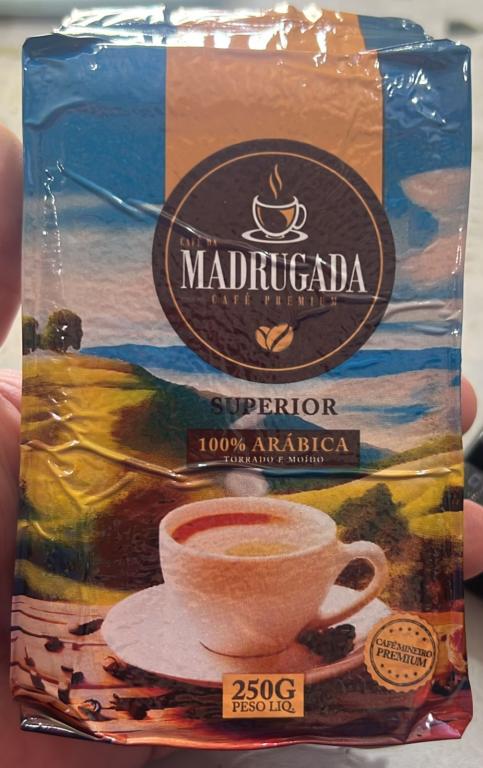 CAFÉ DA
MADRUGADA
CAFÉ PREMIUM
SUPERIOR
100% ARÁBICA
TORRADO E MOÍDO
CAFÉ MINEIRO
PREMIUM
250G
PESO LIQ.